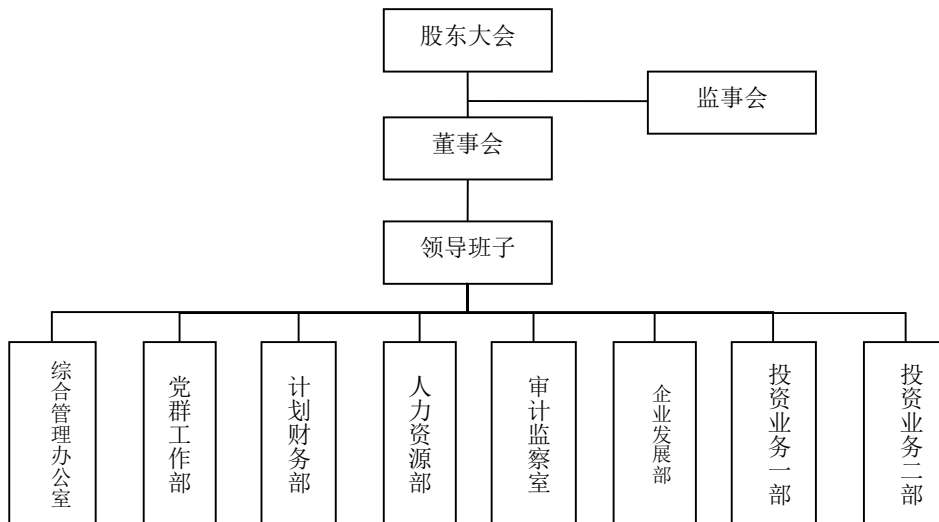 股东大会
监事会
董事会
领导班子
综合管理办公室
党群工作部
计划财务部
人力资源部
审计监察室
企业发展部
投资业务一部
投资业务二部